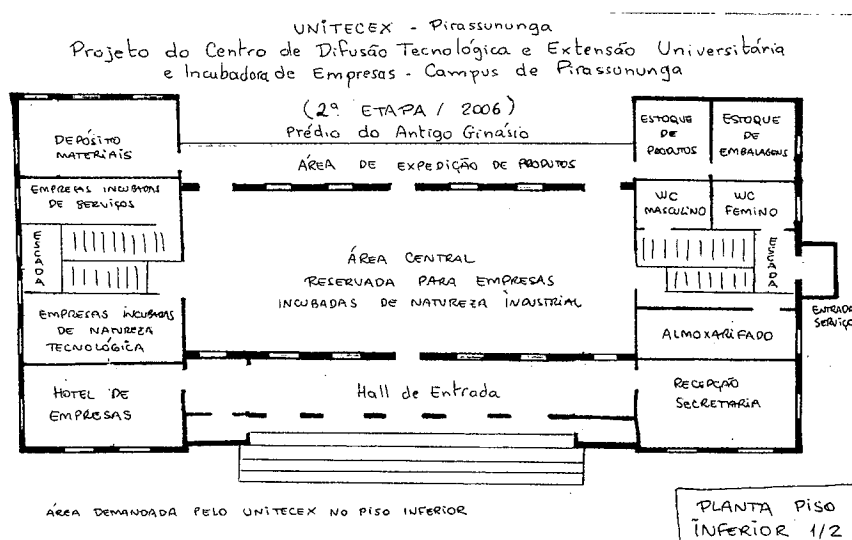 UNITECEX - Pirassununga
Projeto do Centro de Difusão Tecnológica e Extensão Universitária
e Incubadora de Empresas - Campus de Pirassununga
(2ª ETAPA / 2006)
Prédio do Antigo Ginásio
DEPÓSITO
MATERIAIS
ÁREA DE EXPEDIÇÃO DE PRODUTOS
ESTOQUE
DE
PRODUTOS
ESTOQUE
DE
EMBALAGENS
EMPRESAS INCUBADAS
DE SERVIÇOS
WC
MASCULINO
WC
FEMINO
ESCADA
ÁREA CENTRAL
RESERVADA PARA EMPRESAS
INCUBADAS DE NATUREZA INDUSTRIAL
ESCADA
ENTRADA
SERVIÇO
EMPRESAS INCUBADAS
DE NATUREZA
TECNOLÓGICA
ALMOXARIFADO
HOTEL DE
EMPRESAS
Hall de Entrada
RECEPÇÃO
SECRETARIA
ÁREA DEMANDADA PELO UNITECEX NO PISO INFERIOR
PLANTA PISO
INFERIOR 1/2